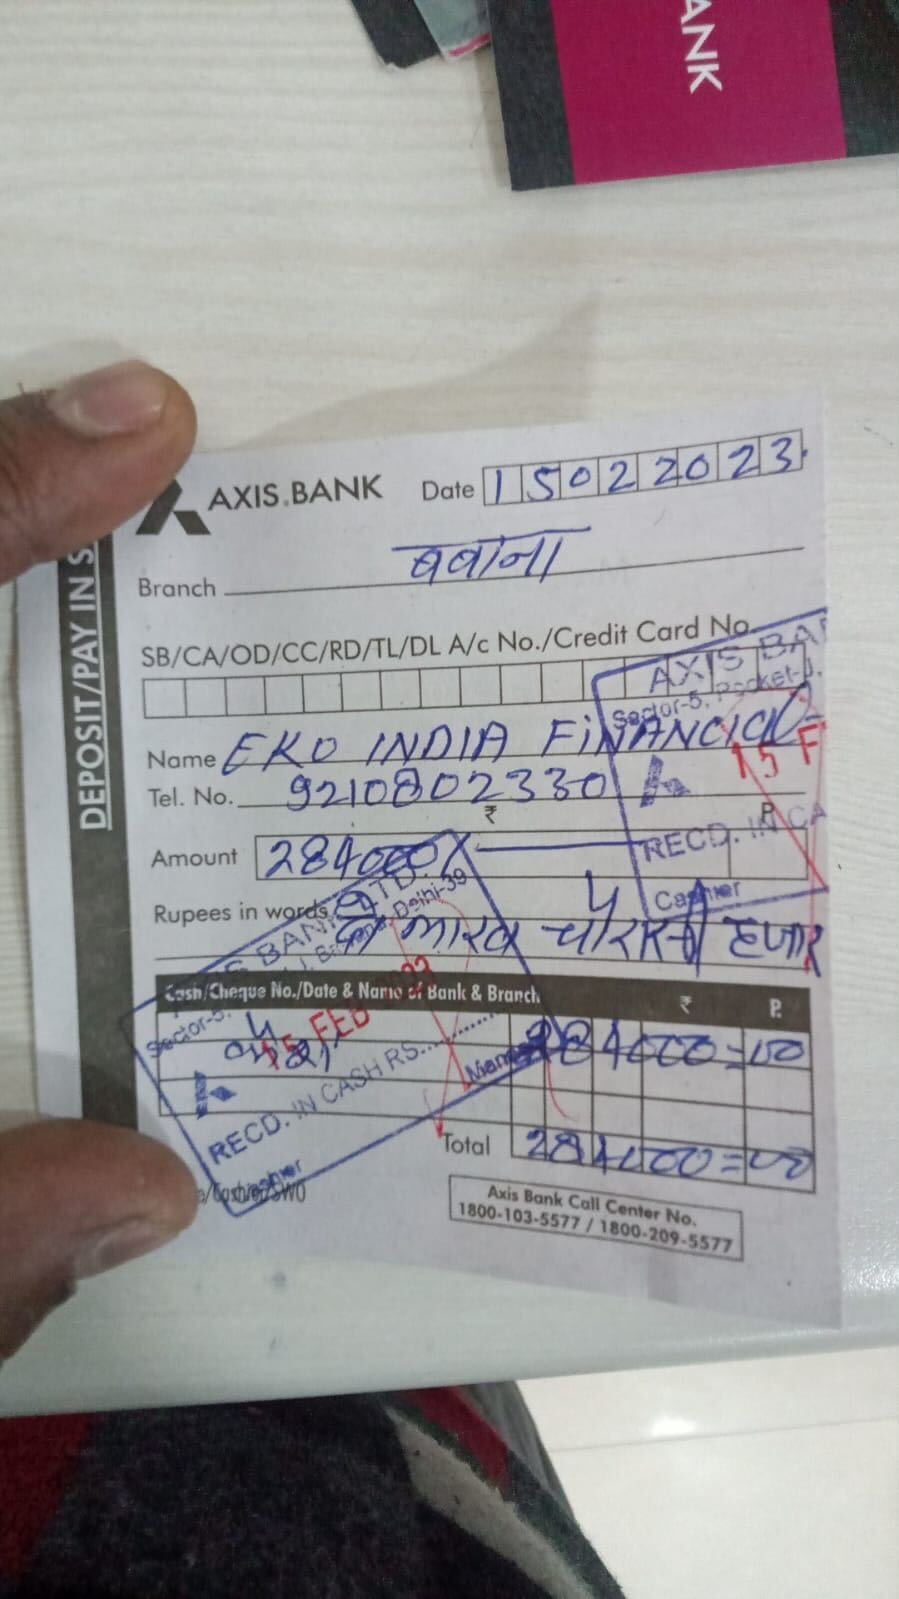 ANK
DEPOSIT/PAY IN S
AXIS BANK Date 15022023
Branch बवाना
SB/CA/OD/CC/RD/TL/DL A/c No./Credit Card No.
Name EKO INDIA FiNANCIAL
Tel. No. 9210802330
₹ P.
Amount 284000/-
Rupees in words लाख हजार
AXIS BA
Sector-5, Pocket-J,
15 F
RECD. IN CA
Cashier
Cash/Cheque No./Date & Name of Bank & Branch ₹ P.
284000=00
Total 284000=00
BANK LTD.
Sector-5, Delhi-39
15 FEB 23
RECD. IN CASH RS..........
Cashier
Axis Bank Call Center No.
1800-103-5577 / 1800-209-5577